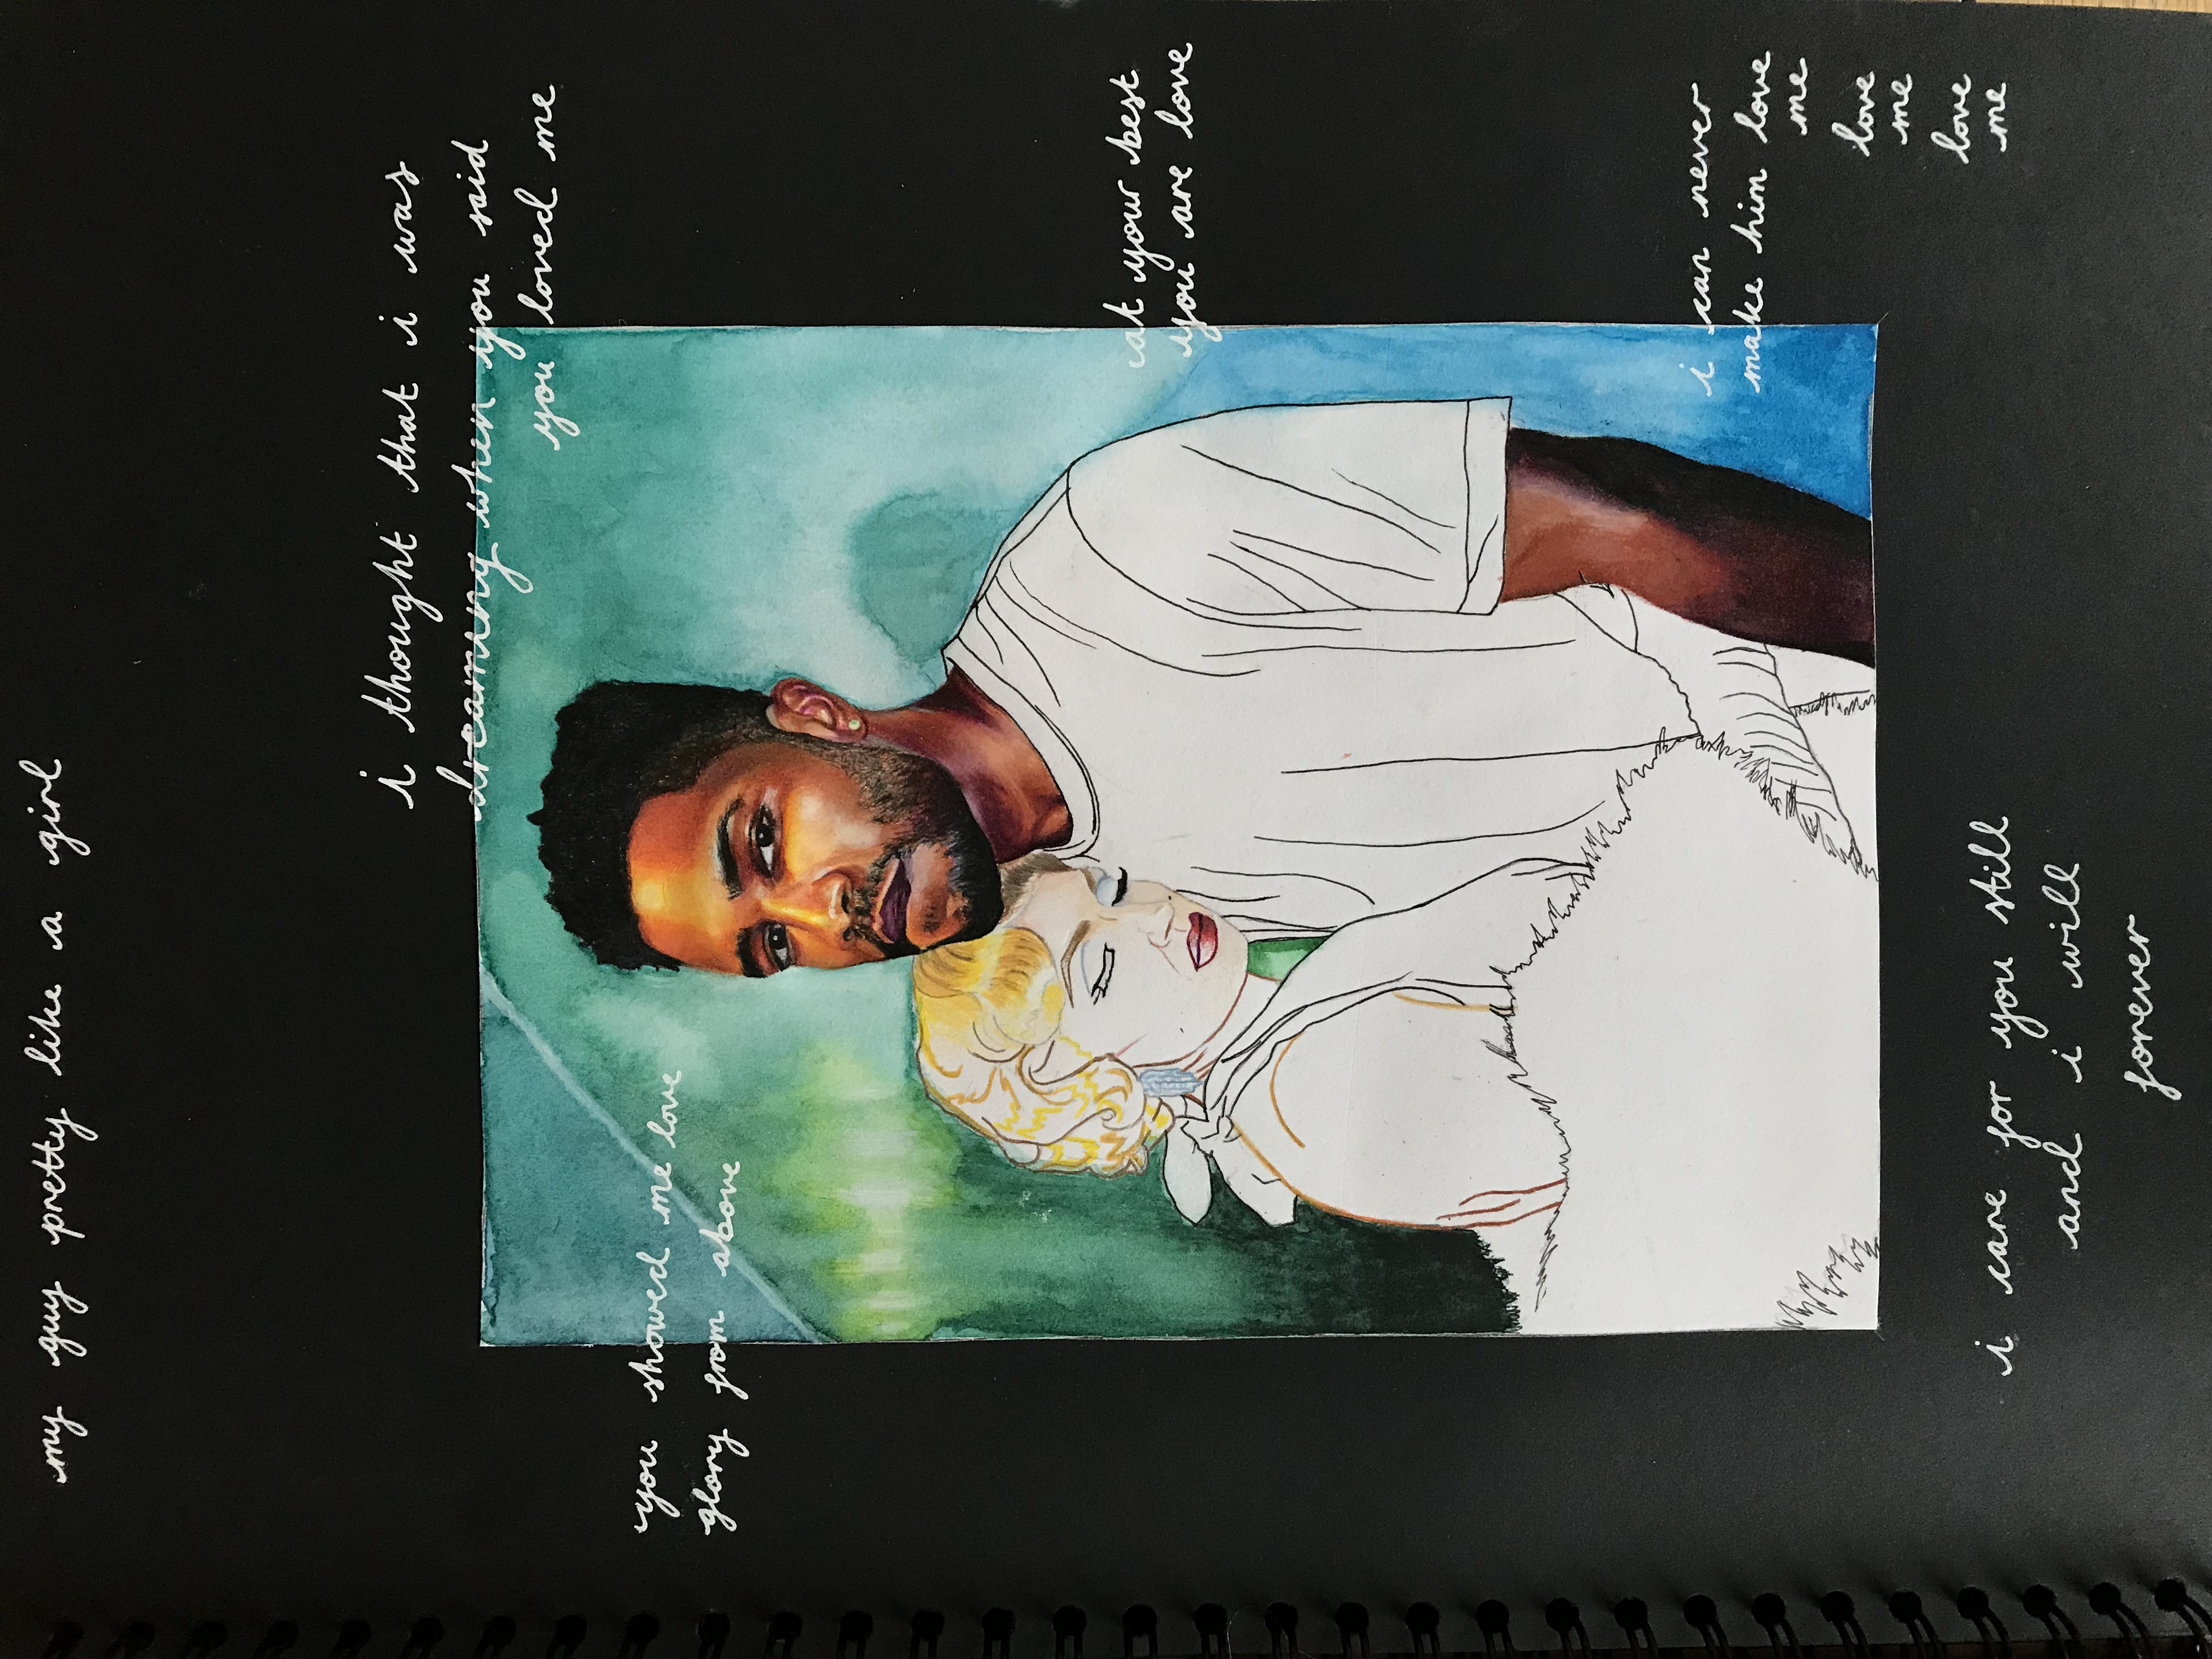 my guy pretty like a girl
i thought that i was
dreaming when you said
you loved me
you showed me love
glory from above
at your best
you are love
i can never
make him love
me
love
me
love
me
i care for you still
and i will
forever